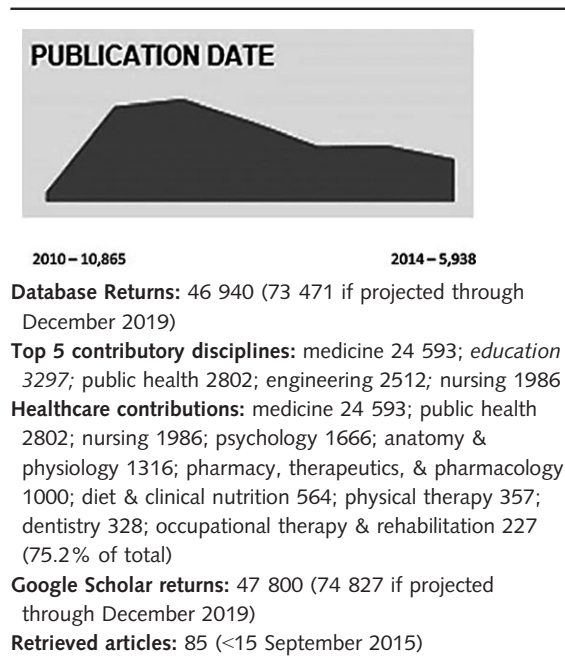 PUBLICATION DATE
2010 – 10,865 2014 – 5,938
Database Returns: 46 940 (73 471 if projected through
December 2019)
Top 5 contributory disciplines: medicine 24 593; education
3297; public health 2802; engineering 2512; nursing 1986
Healthcare contributions: medicine 24 593; public health
2802; nursing 1986; psychology 1666; anatomy &
physiology 1316; pharmacy, therapeutics, & pharmacology
1000; diet & clinical nutrition 564; physical therapy 357;
dentistry 328; occupational therapy & rehabilitation 227
(75.2% of total)
Google Scholar returns: 47 800 (74 827 if projected
through December 2019)
Retrieved articles: 85 (<15 September 2015)